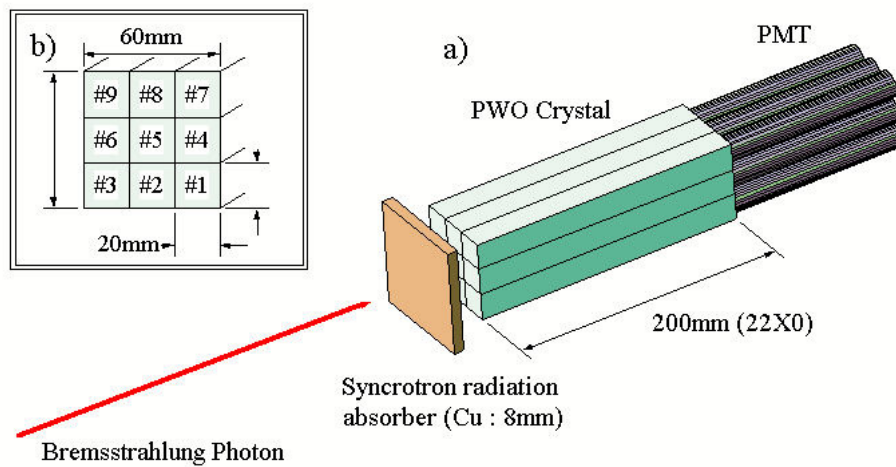 b)
60mm
#9 #8 #7
#6 #5 #4
#3 #2 #1
20mm
a)
PMT
PWO Crystal
200mm (22X0)
Syncrotron radiation
absorber (Cu : 8mm)
Bremsstrahlung Photon